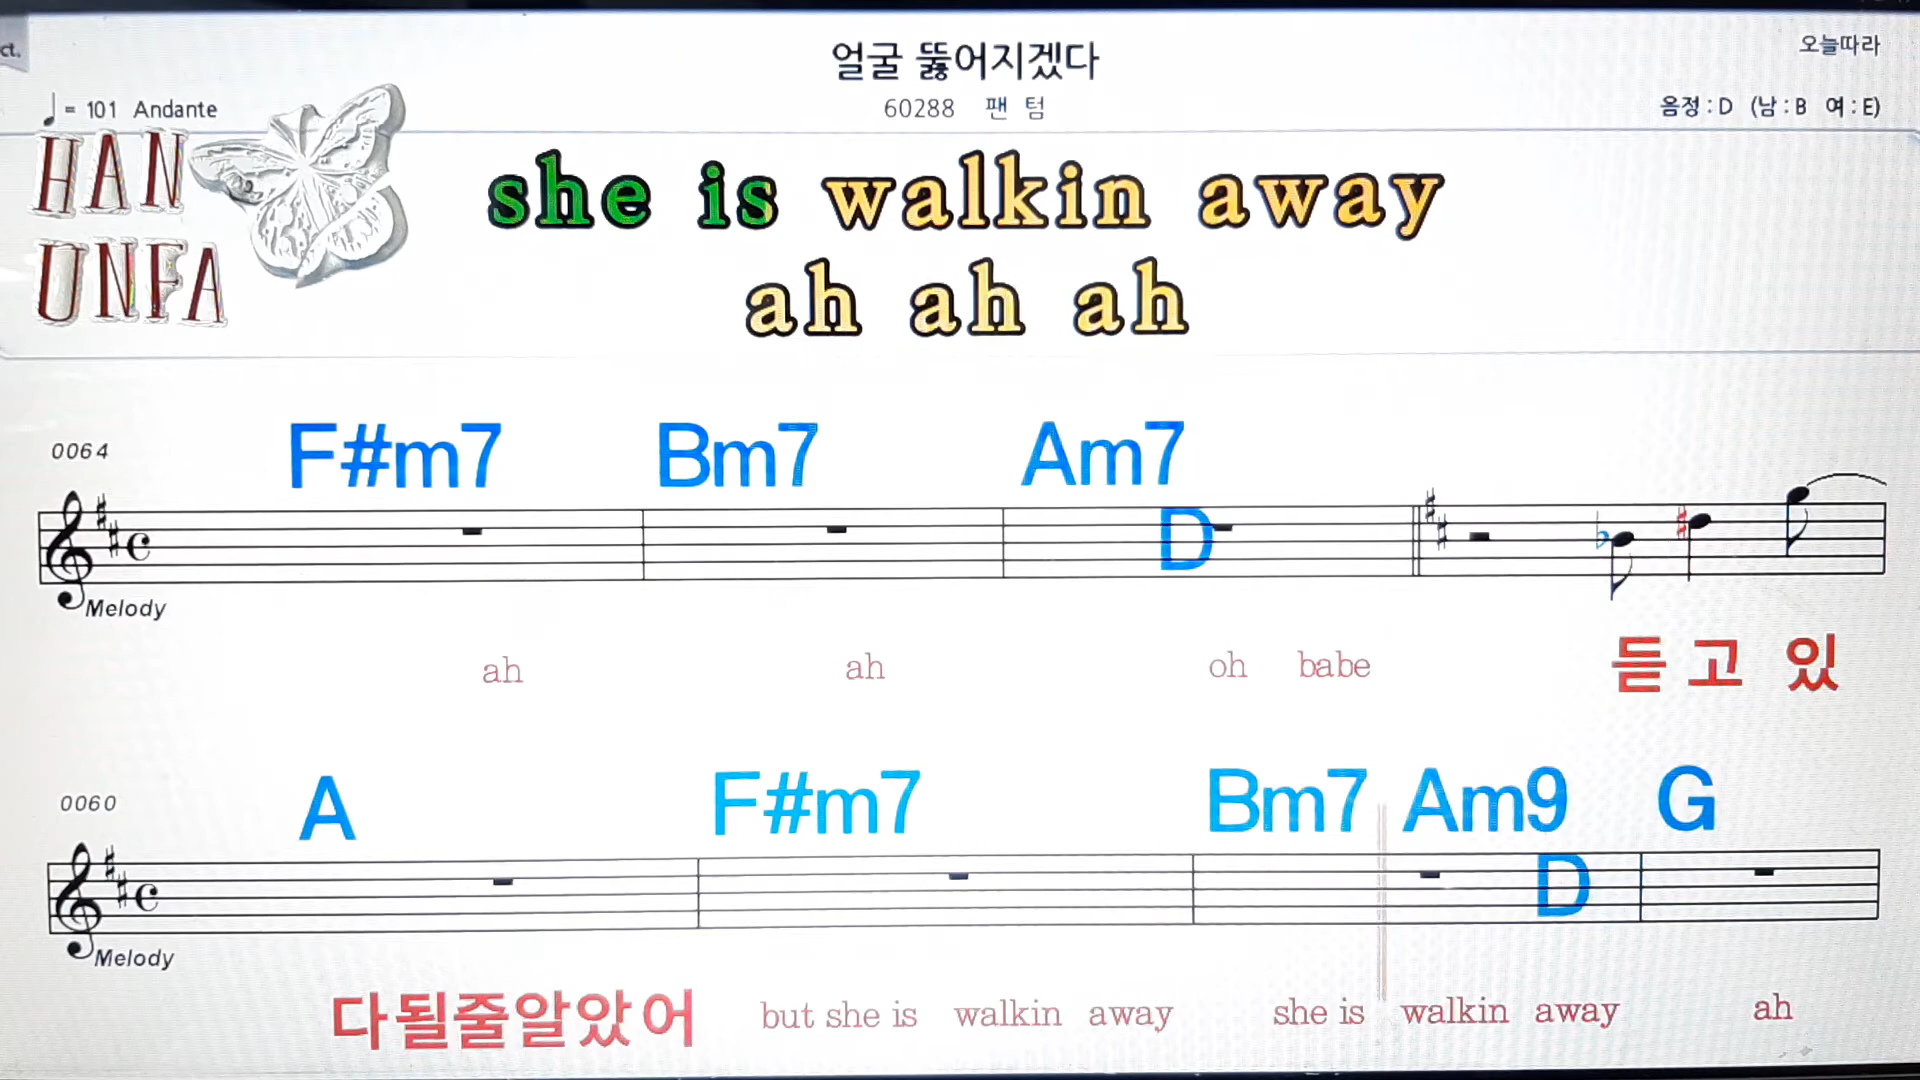 ct.
얼굴 뚫어지겠다
오늘따라
♩= 101 Andante
60288 팬 텀
음정 : D (남 : B 여 : E)
HAN
UNFA
she is walkin away
ah ah ah
0064
F#m7 Bm7 Am7 D
Melody
ah ah oh babe 듣 고 있
0060
A F#m7 Bm7 Am9 D G
Melody
다될줄알았어 but she is walkin away she is walkin away ah